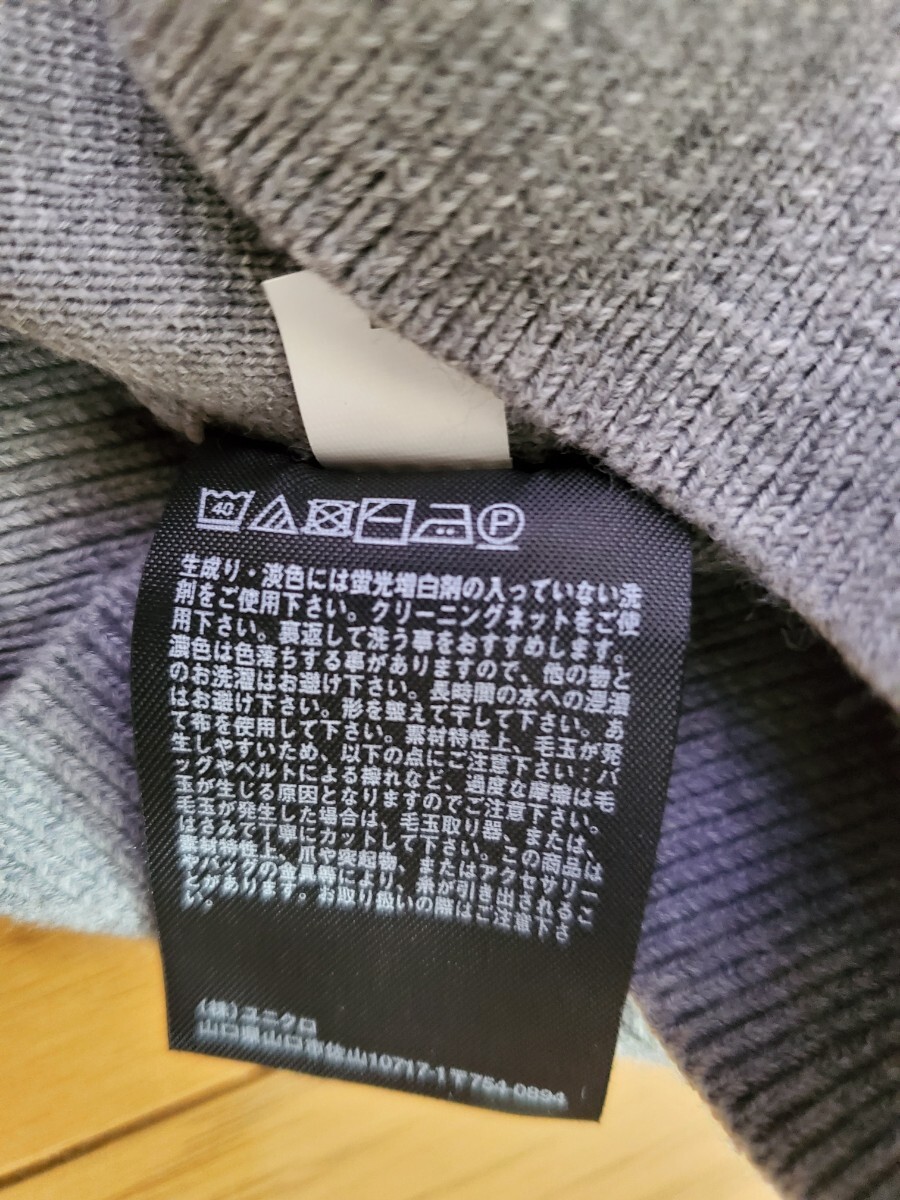 40 P
生成り・淡色には蛍光増白剤の入っていない洗
剤をご使用下さい。クリーニングネットをご使
用下さい。裏返して洗う事をおすすめします。
濃色は色落ちする事がありますので、他の物と
のお洗濯はお避け下さい。長時間の水への浸漬
はお避け下さい。形を整えて干して下さい。あ
て布を使用して下さい。素材特性上、毛玉が発
生しやすいため、以下の点にご注意下さい：バ
ッグやベルトによる擦れなど、過度な摩擦は毛
玉が生じる原因となりますのでご注意下さい。
毛玉が発生した場合は、毛玉取り器、または、
はさみで丁寧にカットして下さい。この商品は
素材特性上、爪や突起物、またはアクセサリー
やバッグの金具等により、糸が引き出されるこ
とがあります。お取り扱いの際はご注意下さ
い。
(株)ユニクロ
山口県山口市佐山10717-1〒754-0894